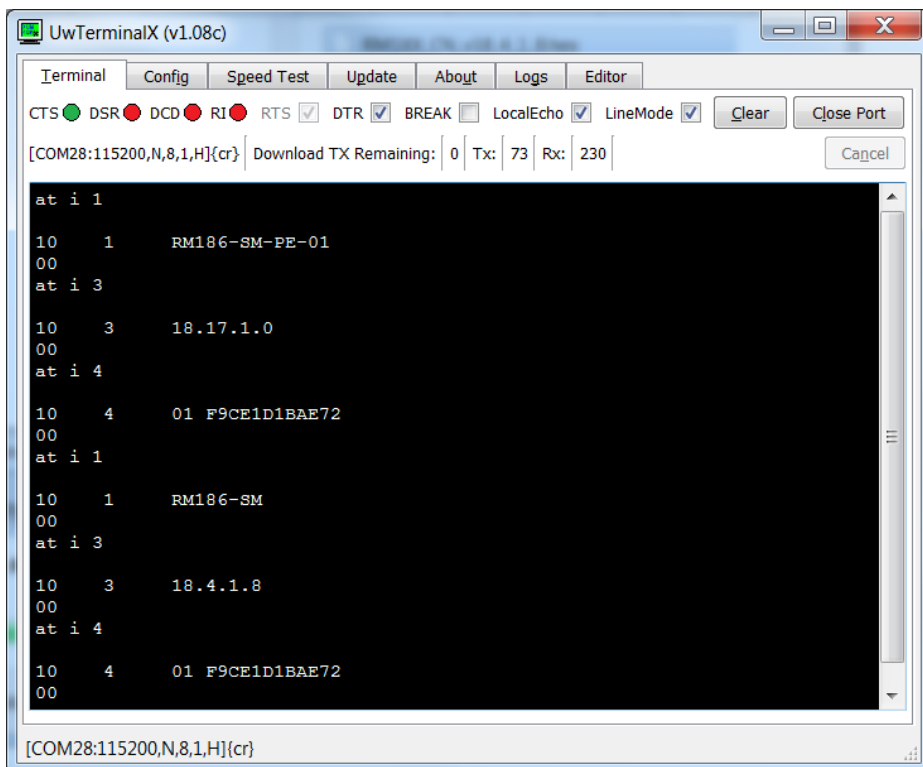 UwTerminalX (v1.08c)
Terminal Config Speed Test Update About Logs Editor
CTS DSR DCD RI RTS DTR BREAK LocalEcho LineMode Clear Close Port
[COM28:115200,N,8,1,H]{cr} Download TX Remaining: 0 Tx: 73 Rx: 230 Cancel
at i 1
10 1 RM186-SM-PE-01
00
at i 3
10 3 18.17.1.0
00
at i 4
10 4 01 F9CE1D1BAE72
00
at i 1
10 1 RM186-SM
00
at i 3
10 3 18.4.1.8
00
at i 4
10 4 01 F9CE1D1BAE72
00
[COM28:115200,N,8,1,H]{cr}